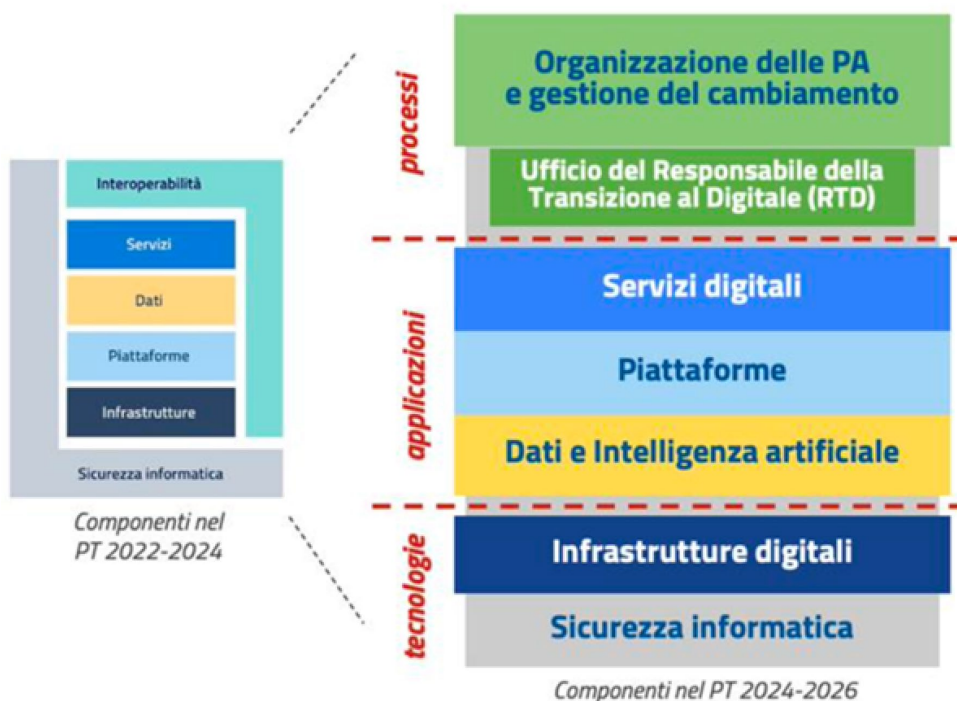 Interoperabilità
Servizi
Dati
Piattaforme
Infrastrutture
Sicurezza informatica
Componenti nel
PT 2022-2024
processi
Organizzazione delle PA
e gestione del cambiamento
Ufficio del Responsabile della
Transizione al Digitale (RTD)
applicazioni
Servizi digitali
Piattaforme
Dati e Intelligenza artificiale
tecnologie
Infrastrutture digitali
Sicurezza informatica
Componenti nel PT 2024-2026